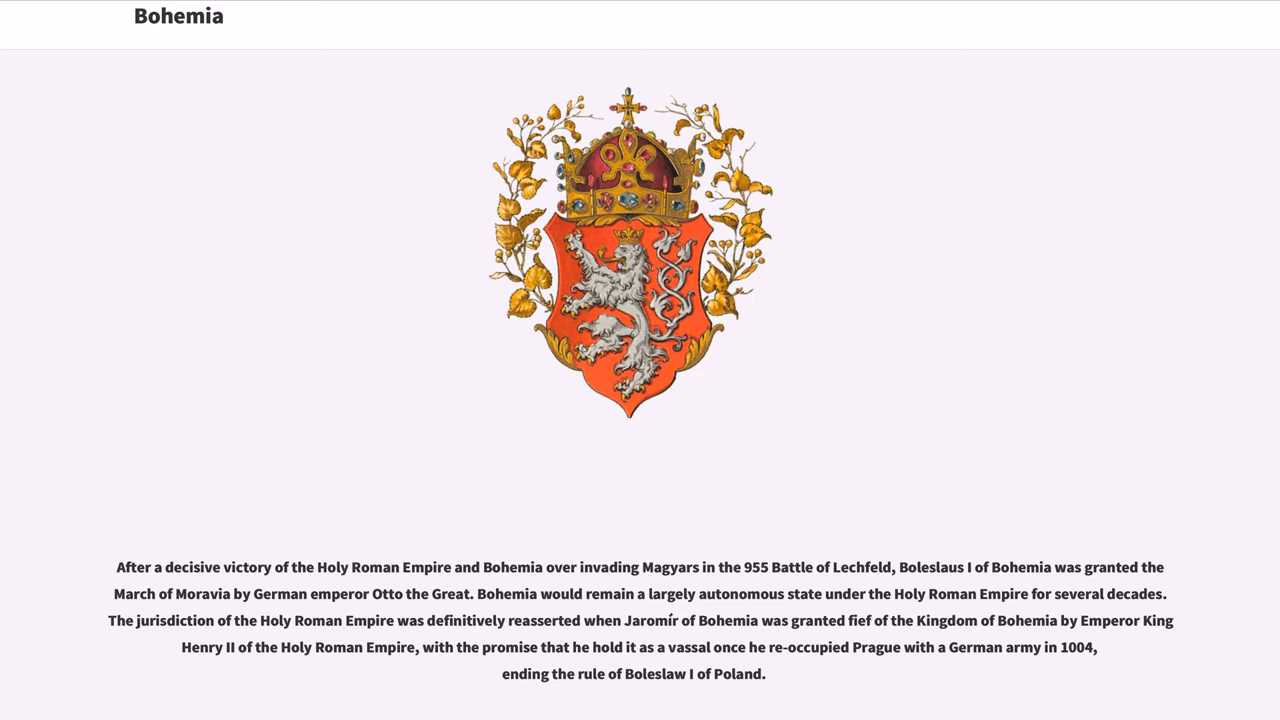 Bohemia
After a decisive victory of the Holy Roman Empire and Bohemia over invading Magyars in the 955 Battle of Lechfeld, Boleslaus I of Bohemia was granted the
March of Moravia by German emperor Otto the Great. Bohemia would remain a largely autonomous state under the Holy Roman Empire for several decades.
The jurisdiction of the Holy Roman Empire was definitively reasserted when Jaromír of Bohemia was granted fief of the Kingdom of Bohemia by Emperor King
Henry II of the Holy Roman Empire, with the promise that he hold it as a vassal once he re-occupied Prague with a German army in 1004,
ending the rule of Boleslaw I of Poland.